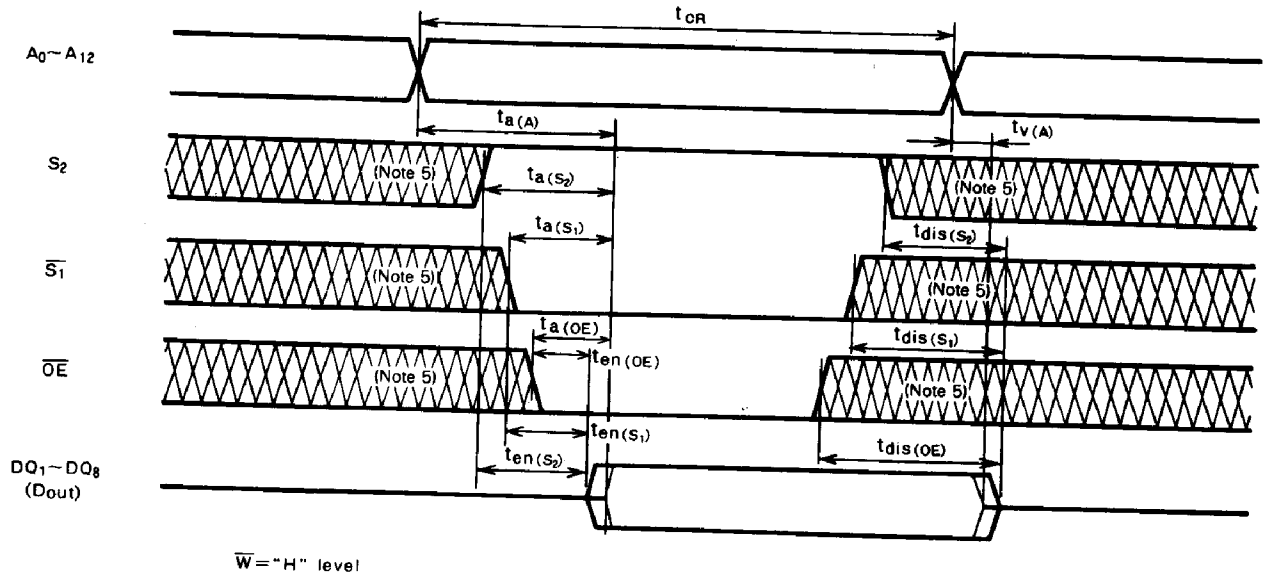 tCR
A0~A12
ta(A)
tv(A)
S2
(Note 5)
ta(S2)
(Note 5)
ta(S1)
tdis(S2)
S1
(Note 5)
(Note 5)
ta(OE)
tdis(S1)
OE
(Note 5)
ten(OE)
(Note 5)
ten(S1)
tdis(OE)
DQ1~DQ8
(Dout)
ten(S2)
W="H" level